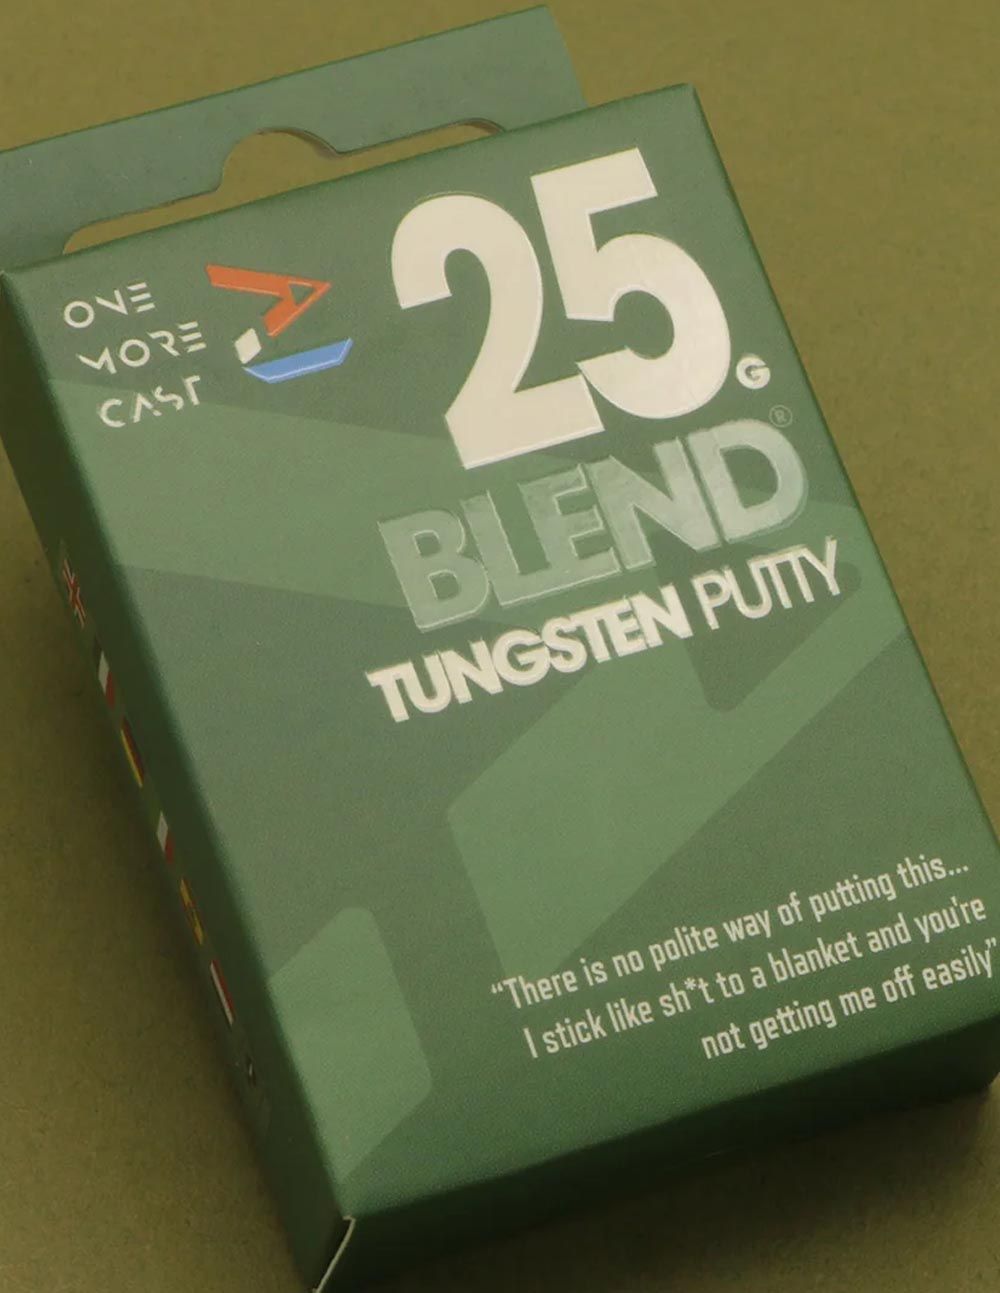 ONE
MORE
CAST
25G
BLEND®
TUNGSTEN PUTTY
“There is no polite way of putting this...
I stick like sh*t to a blanket and you're
not getting me off easily”